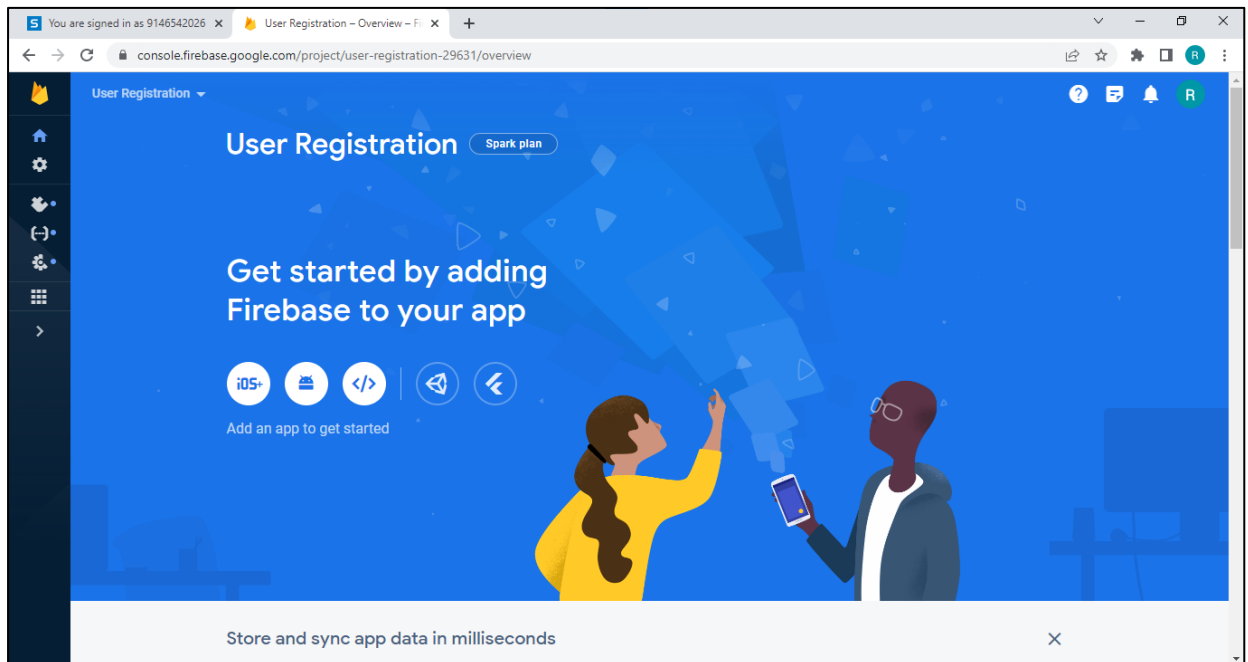 You are signed in as 9146542026
User Registration – Overview – Fi
console.firebase.google.com/project/user-registration-29631/overview
R
User Registration
R
User Registration
Spark plan
Get started by adding
Firebase to your app
iOS+
</>
Add an app to get started
Store and sync app data in milliseconds